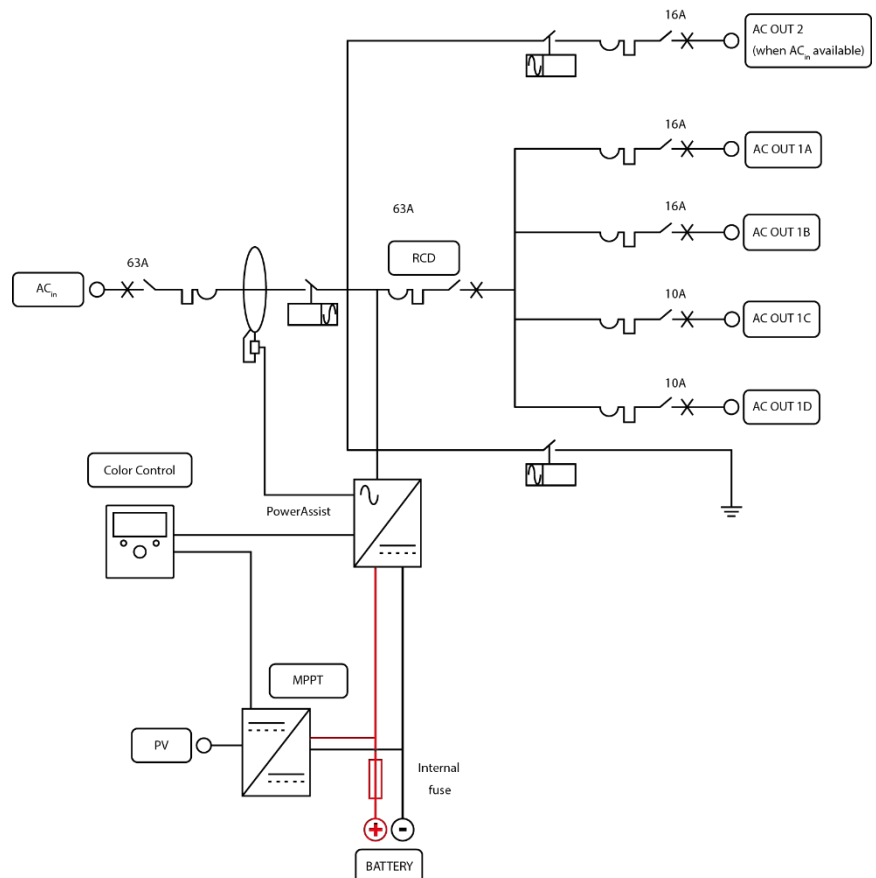 16A
AC OUT 2
(when ACin available)
16A
AC OUT 1A
16A
AC OUT 1B
63A
RCD
63A
ACin
10A
AC OUT 1C
10A
AC OUT 1D
Color Control
PowerAssist
MPPT
PV
Internal
fuse
+ -
BATTERY